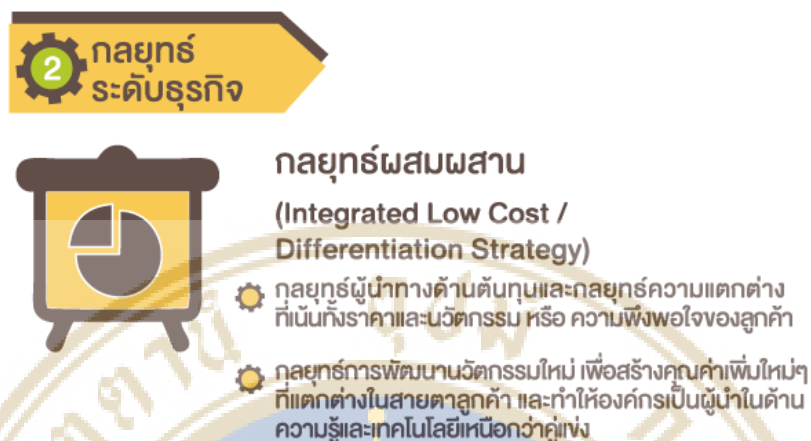 2
กลยุทธ์
ระดับธุรกิจ
กลยุทธ์ผสมผสาน
(Integrated Low Cost /
Differentiation Strategy)
กลยุทธ์ผู้นำทางด้านต้นทุนและกลยุทธ์ความแตกต่าง
ที่เน้นทั้งราคาและนวัตกรรม หรือ ความพึงพอใจของลูกค้า
กลยุทธ์การพัฒนานวัตกรรมใหม่ เพื่อสร้างคุณค่าเพิ่มใหม่ๆ
ที่แตกต่างในสายตาลูกค้า และทำให้องค์กรเป็นผู้นำในด้าน
ความรู้และเทคโนโลยีเหนือกว่าคู่แข่ง